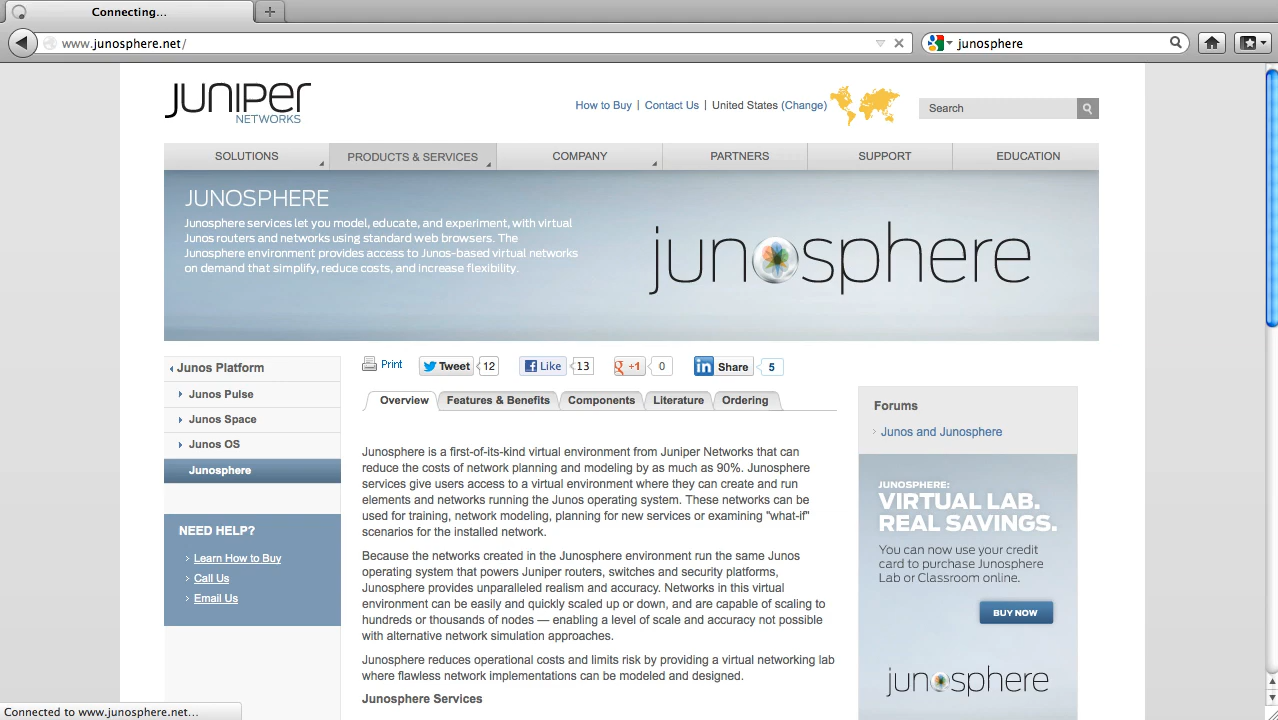 Connecting...
www.junosphere.net/
junosphere
JUNIPER
NETWORKS
How to Buy | Contact Us | United States (Change)
Search
SOLUTIONS
PRODUCTS & SERVICES
COMPANY
PARTNERS
SUPPORT
EDUCATION
JUNOSPHERE
Junosphere services let you model, educate, and experiment, with virtual
Junos routers and networks using standard web browsers. The
Junosphere environment provides access to Junos-based virtual networks
on demand that simplify, reduce costs, and increase flexibility.
junosphere
Junos Platform
Junos Pulse
Junos Space
Junos OS
Junosphere
NEED HELP?
Learn How to Buy
Call Us
Email Us
Print
Tweet 12
Like 13
+1 0
in Share 5
Overview
Features & Benefits
Components
Literature
Ordering
Junosphere is a first-of-its-kind virtual environment from Juniper Networks that can
reduce the costs of network planning and modeling by as much as 90%. Junosphere
services give users access to a virtual environment where they can create and run
elements and networks running the Junos operating system. These networks can be
used for training, network modeling, planning for new services or examining "what-if"
scenarios for the installed network.
Because the networks created in the Junosphere environment run the same Junos
operating system that powers Juniper routers, switches and security platforms,
Junosphere provides unparalleled realism and accuracy. Networks in this virtual
environment can be easily and quickly scaled up or down, and are capable of scaling to
hundreds or thousands of nodes — enabling a level of scale and accuracy not possible
with alternative network simulation approaches.
Junosphere reduces operational costs and limits risk by providing a virtual networking lab
where flawless network implementations can be modeled and designed.
Junosphere Services
Forums
Junos and Junosphere
JUNOSPHERE:
VIRTUAL LAB.
REAL SAVINGS.
You can now use your credit
card to purchase Junosphere
Lab or Classroom online.
BUY NOW
junosphere
Connected to www.junosphere.net...